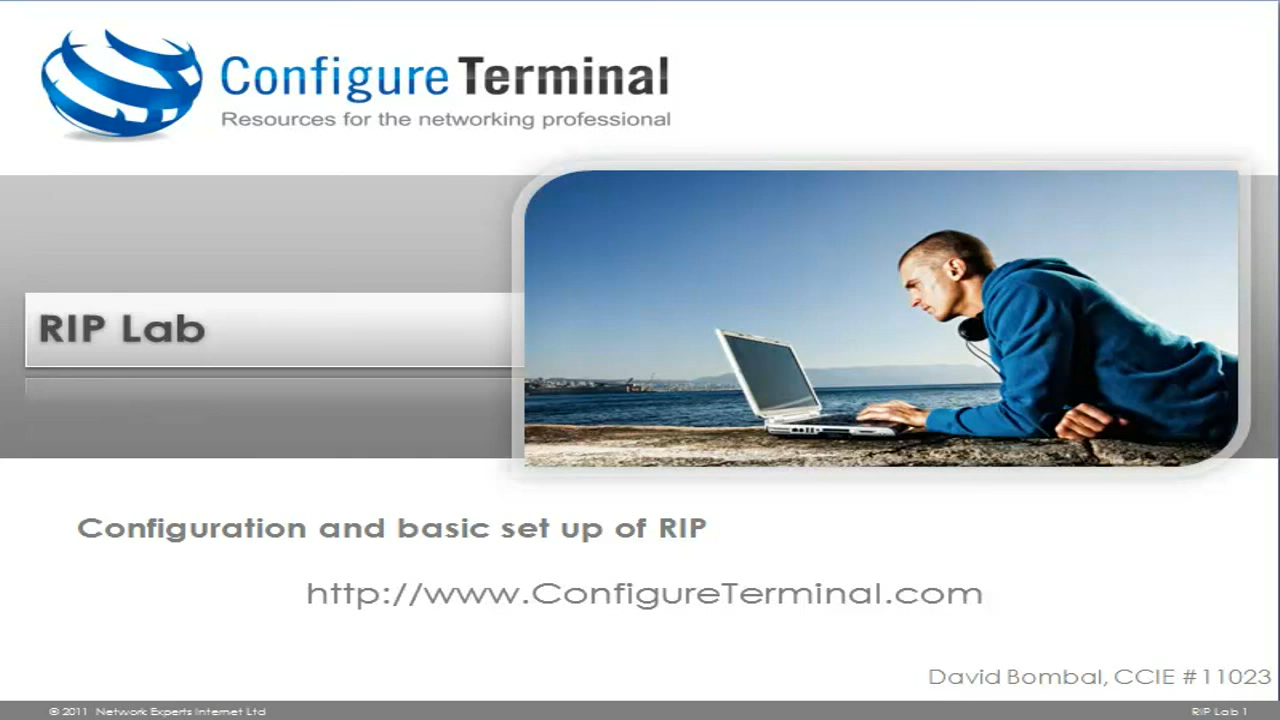 Configure Terminal
Resources for the networking professional
RIP Lab
Configuration and basic set up of RIP
http://www.ConfigureTerminal.com
David Bombal, CCIE #11023
© 2011 Network Experts Internet Ltd
RIP Lab 1